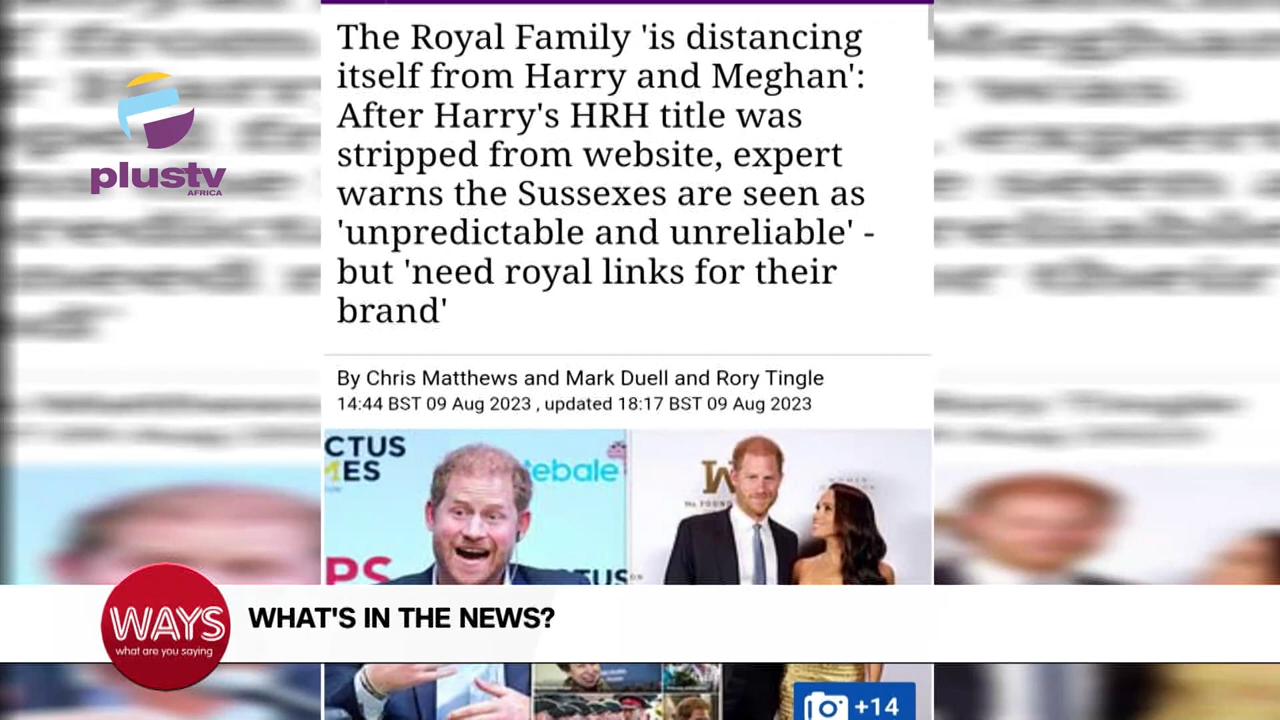 The Royal Family 'is distancing
itself from Harry and Meghan':
After Harry's HRH title was
stripped from website, expert
warns the Sussexes are seen as
'unpredictable and unreliable' -
but 'need royal links for their
brand'
plustv
AFRICA
By Chris Matthews and Mark Duell and Rory Tingle
14:44 BST 09 Aug 2023 , updated 18:17 BST 09 Aug 2023
CTUS
MES
tebale
PS
TUS
W
WAYS
what are you saying
WHAT'S IN THE NEWS?
+14